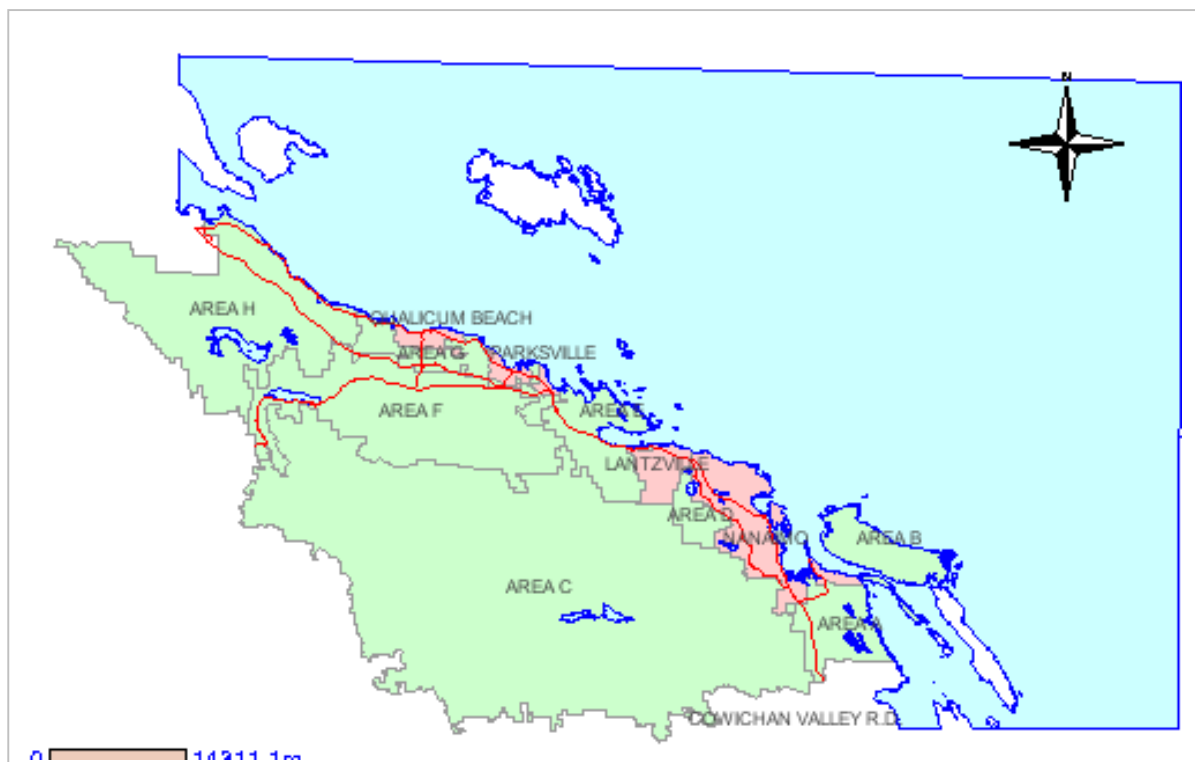 N
AREA H
QUALICUM BEACH
AREA G
PARKSVILLE
AREA F
AREA E
LANTZVILLE
AREA D
NANAIMO
AREA B
AREA C
AREA A
COWICHAN VALLEY R.D.
0 14311.1m